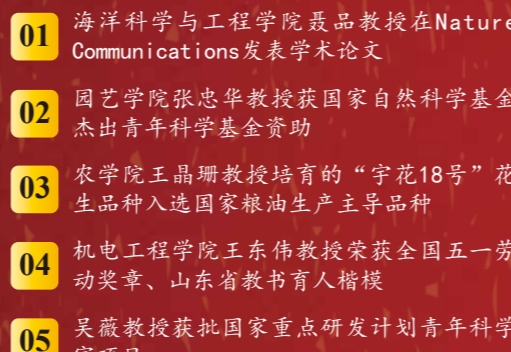 01
海洋科学与工程学院聂品教授在Nature
Communications发表学术论文
02
园艺学院张忠华教授获国家自然科学基金
杰出青年科学基金资助
03
农学院王晶珊教授培育的“宇花18号”花
生品种入选国家粮油生产主导品种
04
机电工程学院王东伟教授荣获全国五一劳
动奖章、山东省教书育人楷模
05
吴薇教授获批国家重点研发计划青年科学